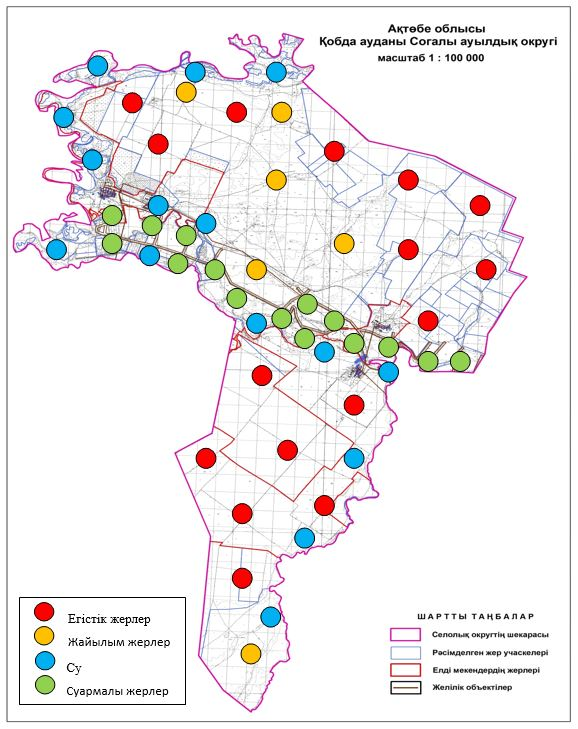 Ақтөбе облысы
Қобда ауданы Согалы ауылдық округі
масштаб 1 : 100 000
Егістік жерлер
Жайылым жерлер
Су
Суармалы жерлер
ШАРТТЫ ТАҢБАЛАР
Селолық округтің шекарасы
Рәсімделген жер учаскелері
Елді мекендердің жерлері
Желілік объектілер